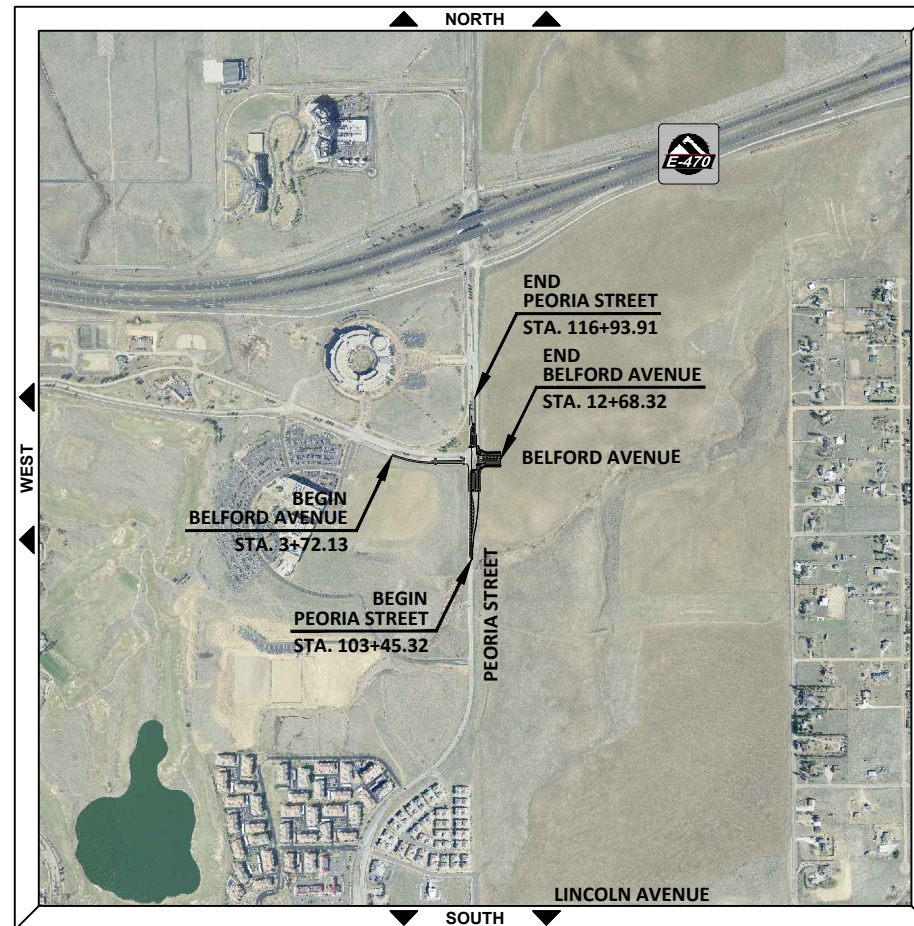 NORTH
E-470
END
PEORIA STREET
STA. 116+93.91
END
BELFORD AVENUE
STA. 12+68.32
WEST
BELFORD AVENUE
BEGIN
BELFORD AVENUE
STA. 3+72.13
PEORIA STREET
BEGIN
PEORIA STREET
STA. 103+45.32
LINCOLN AVENUE
SOUTH